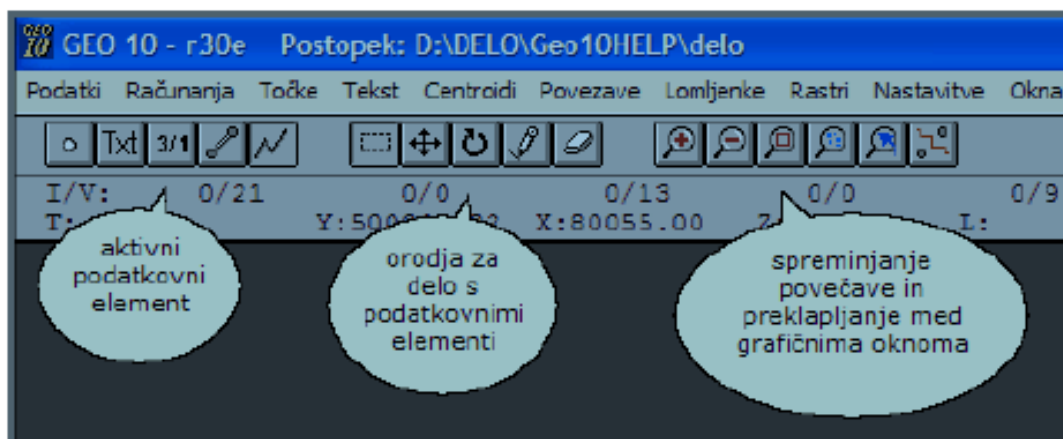 GEO 10 GEO 10 - r30e Postopek: D:\DELO\Geo10HELP\delo
Podatki Računanja Točke Tekst Centroidi Povezave Lomljenke Rastri Nastavitve Okna
Txt 3/1
I/V: 0/21 0/0 0/13 0/0 0/9
T: X:80055.00 L:
aktivni
podatkovni
element
orodja za
delo s
podatkovnimi
elementi
spreminjanje
povečave in
preklapljanje med
grafičnima oknoma